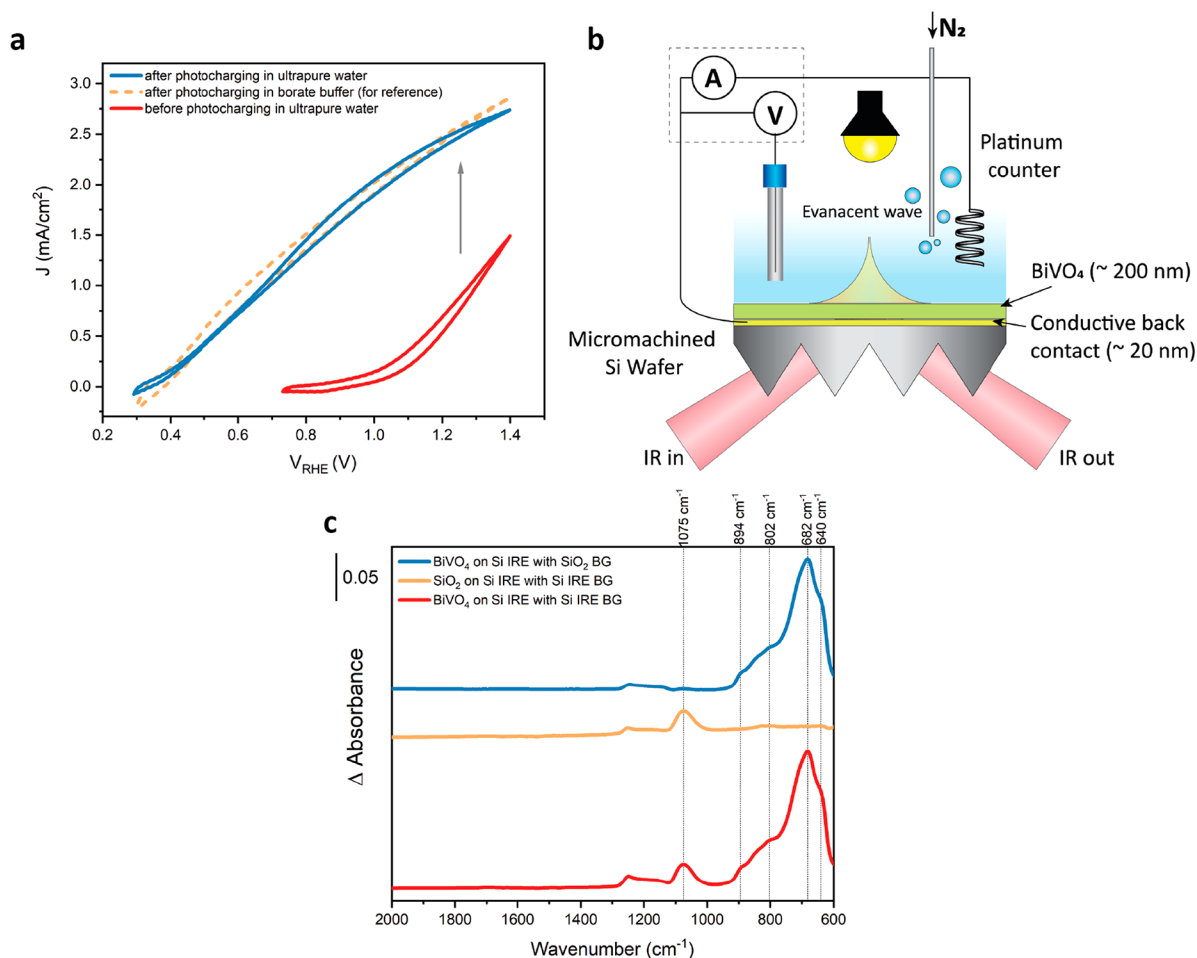 a
after photocharging in ultrapure water
after photocharging in borate buffer (for reference)
before photocharging in ultrapure water
3.0
2.5
2.0
1.5
1.0
0.5
0.0
J (mA/cm²)
0.2 0.4 0.6 0.8 1.0 1.2 1.4
V_RHE (V)
b
N₂
A
V
Platinum
counter
Evanacent wave
BiVO₄ (~ 200 nm)
Conductive back
contact (~ 20 nm)
Micromachined
Si Wafer
IR in
IR out
c
1075 cm⁻¹
894 cm⁻¹
802 cm⁻¹
682 cm⁻¹
640 cm⁻¹
0.05
BiVO₄ on Si IRE with SiO₂ BG
SiO₂ on Si IRE with Si IRE BG
BiVO₄ on Si IRE with Si IRE BG
Δ Absorbance
2000 1800 1600 1400 1200 1000 800 600
Wavenumber (cm⁻¹)